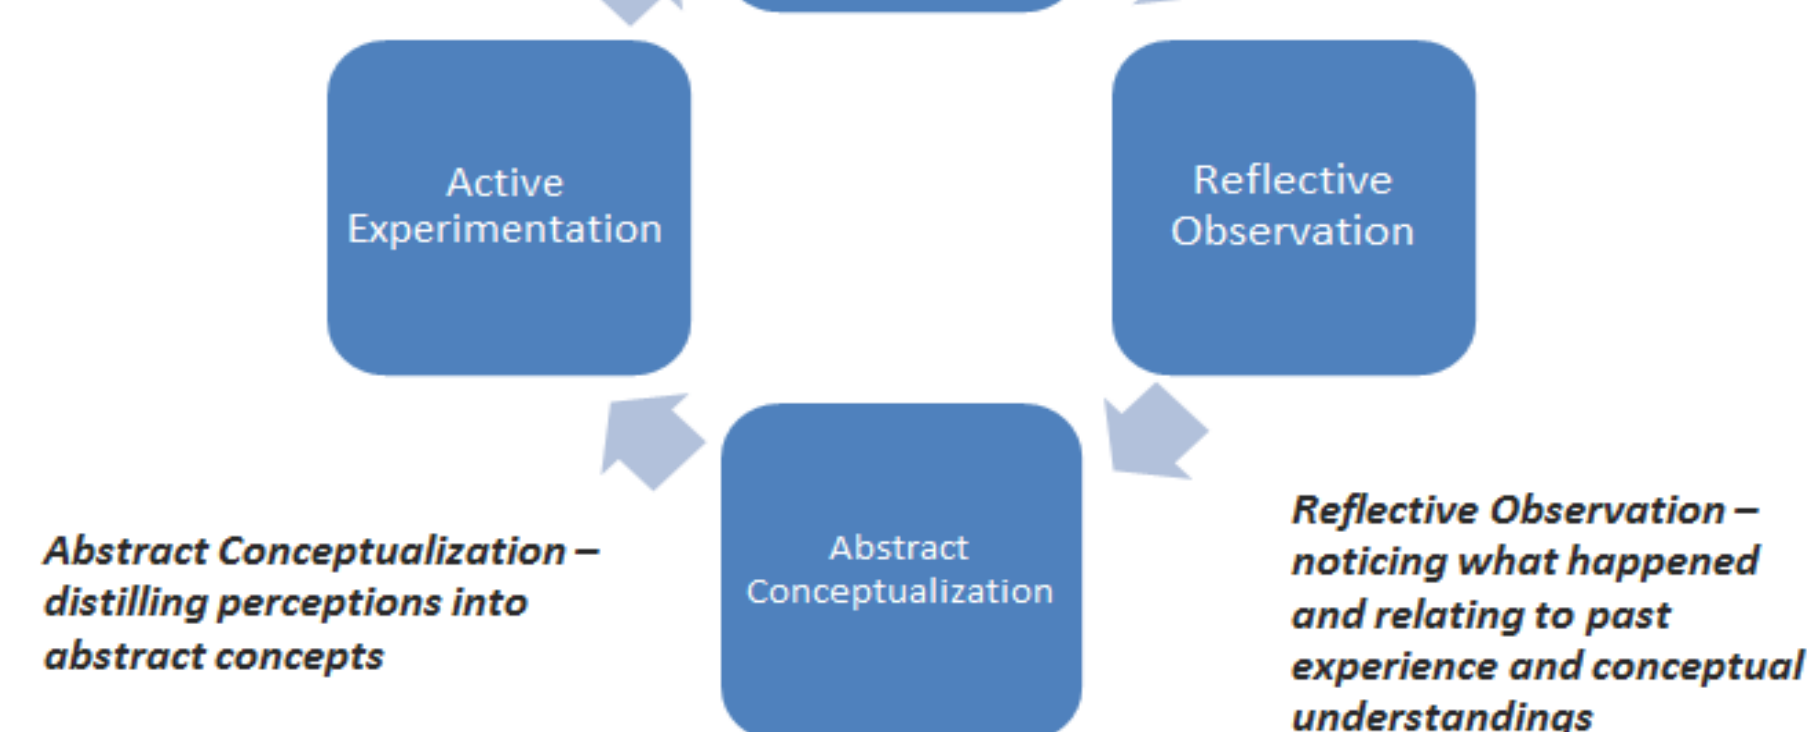 Active
Experimentation
Reflective
Observation
Abstract
Conceptualization
Abstract Conceptualization –
distilling perceptions into
abstract concepts
Reflective Observation –
noticing what happened
and relating to past
experience and conceptual
understandings